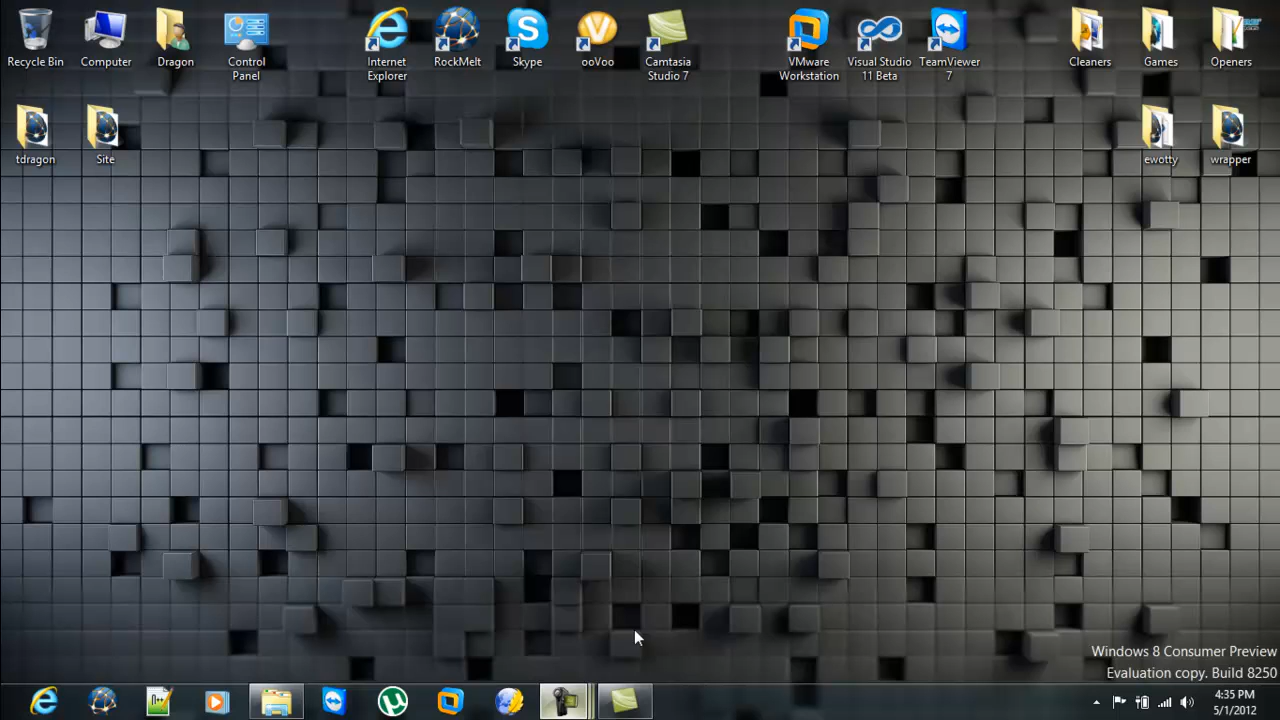 Recycle Bin
Computer
Dragon
Control
Panel
Internet
Explorer
RockMelt
Skype
ooVoo
Camtasia
Studio 7
VMware
Workstation
Visual Studio
11 Beta
TeamViewer
7
Cleaners
Games
Openers
tdragon
Site
ewotty
wrapper
Windows 8 Consumer Preview
Evaluation copy. Build 8250
4:35 PM
5/1/2012